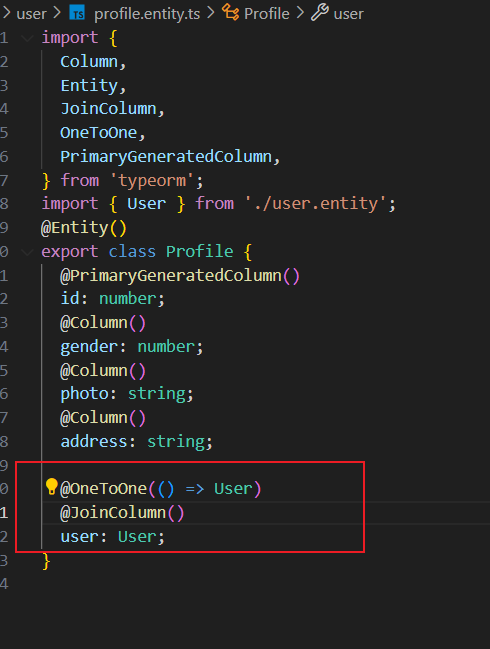 > user > TS profile.entity.ts > Profile > user
1 import {
2   Column,
3   Entity,
4   JoinColumn,
5   OneToOne,
6   PrimaryGeneratedColumn,
7 } from 'typeorm';
8 import { User } from './user.entity';
9 @Entity()
0 export class Profile {
1   @PrimaryGeneratedColumn()
2   id: number;
3   @Column()
4   gender: number;
5   @Column()
6   photo: string;
7   @Column()
8   address: string;
9
0   @OneToOne(() => User)
1   @JoinColumn()
2   user: User;
3 }
4